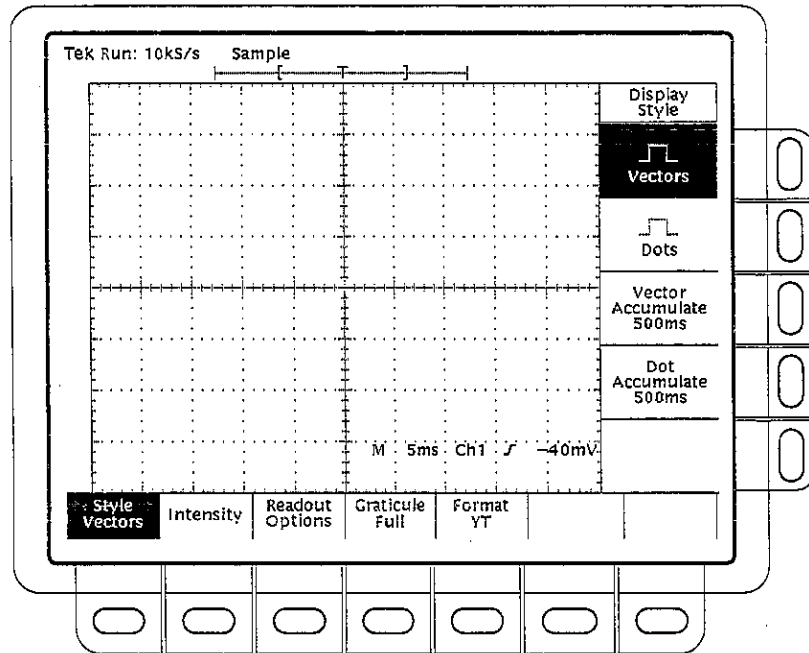 Tek Run: 10kS/s Sample
Display
Style
Vectors
Dots
Vector
Accumulate
500ms
Dot
Accumulate
500ms
M 5ms Ch1 ∫ -40mV
Style
Vectors
Intensity
Readout
Options
Graticule
Full
Format
YT